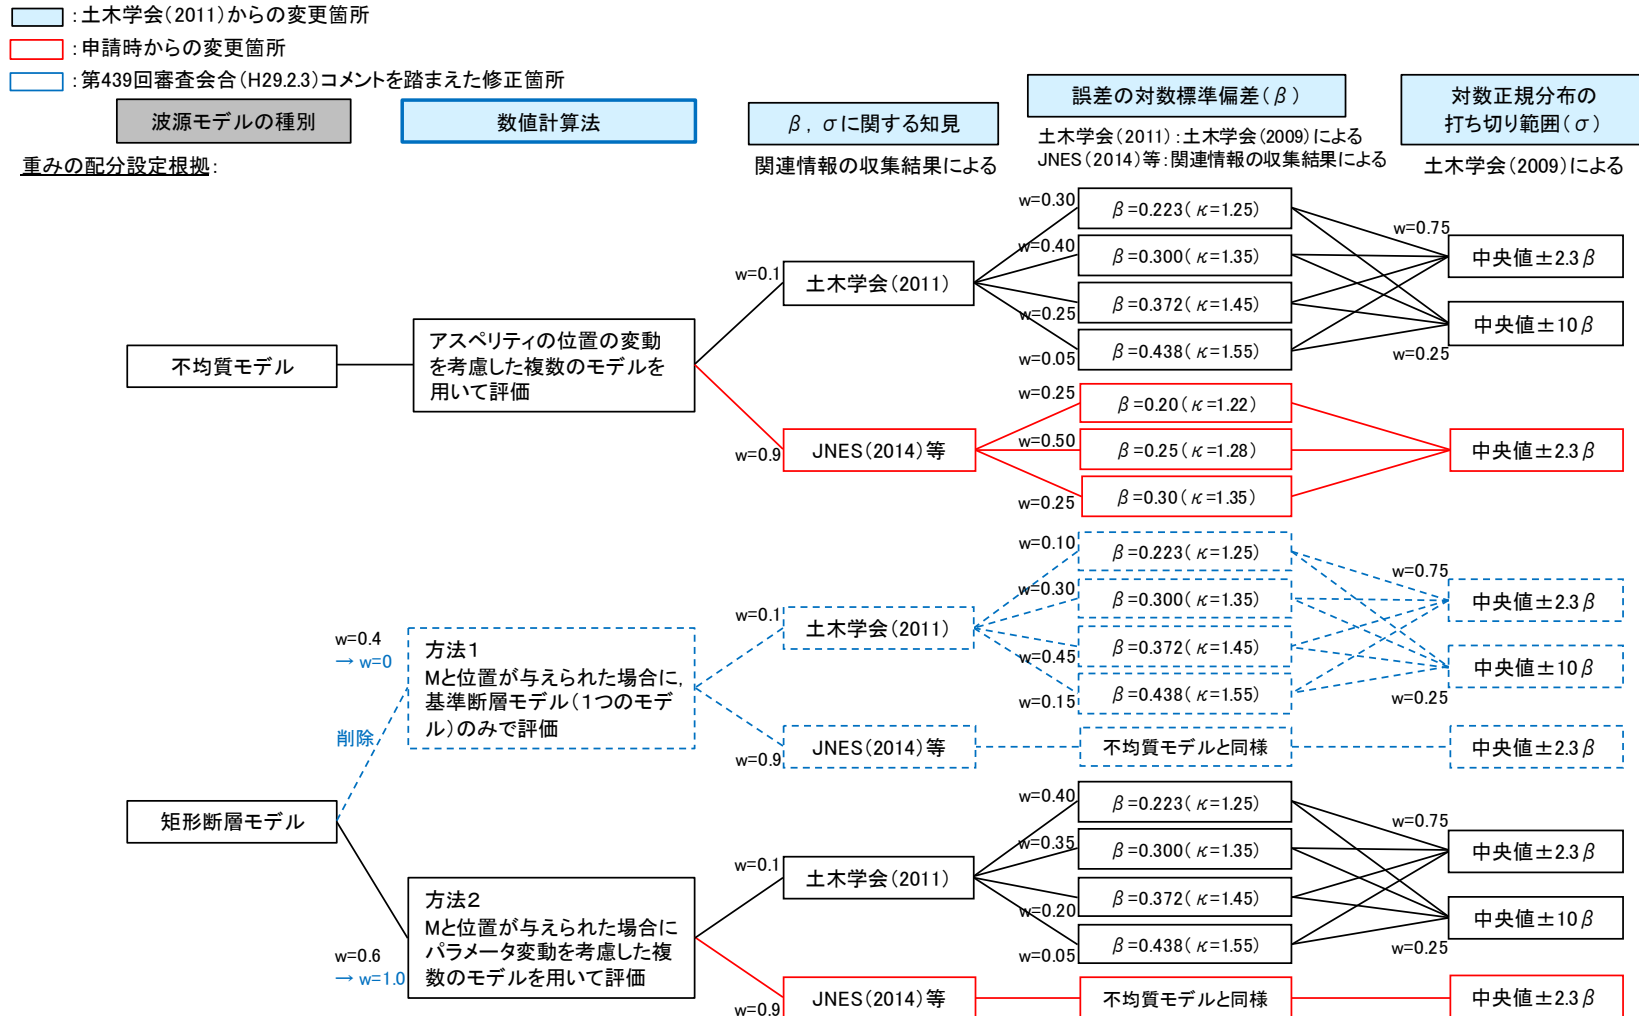 ：土木学会(2011)からの変更箇所
：申請時からの変更箇所
：第439回審査会合(H29.2.3)コメントを踏まえた修正箇所
波源モデルの種別
数値計算法
β，σに関する知見
誤差の対数標準偏差(β)
対数正規分布の
打ち切り範囲(σ)
重みの配分設定根拠：
関連情報の収集結果による
土木学会(2011)：土木学会(2009)による
JNES(2014)等：関連情報の収集結果による
土木学会(2009)による
不均質モデル
アスペリティの位置の変動
を考慮した複数のモデルを
用いて評価
w=0.1
土木学会(2011)
w=0.30
β=0.223(κ=1.25)
w=0.40
β=0.300(κ=1.35)
w=0.25
β=0.372(κ=1.45)
w=0.05
β=0.438(κ=1.55)
w=0.75
中央値±2.3β
中央値±10β
w=0.25
w=0.9
JNES(2014)等
w=0.25
β=0.20(κ=1.22)
w=0.50
β=0.25(κ=1.28)
w=0.25
β=0.30(κ=1.35)
中央値±2.3β
矩形断層モデル
w=0.4
→ w=0
削除
方法1
Mと位置が与えられた場合に，
基準断層モデル(1つのモデ
ル)のみで評価
w=0.1
土木学会(2011)
w=0.10
β=0.223(κ=1.25)
w=0.30
β=0.300(κ=1.35)
w=0.45
β=0.372(κ=1.45)
w=0.15
β=0.438(κ=1.55)
w=0.75
中央値±2.3β
中央値±10β
w=0.25
w=0.9
JNES(2014)等
不均質モデルと同様
中央値±2.3β
w=0.6
→ w=1.0
方法2
Mと位置が与えられた場合に
パラメータ変動を考慮した複
数のモデルを用いて評価
w=0.1
土木学会(2011)
w=0.40
β=0.223(κ=1.25)
w=0.35
β=0.300(κ=1.35)
w=0.20
β=0.372(κ=1.45)
w=0.05
β=0.438(κ=1.55)
w=0.75
中央値±2.3β
中央値±10β
w=0.25
w=0.9
JNES(2014)等
不均質モデルと同様
中央値±2.3β